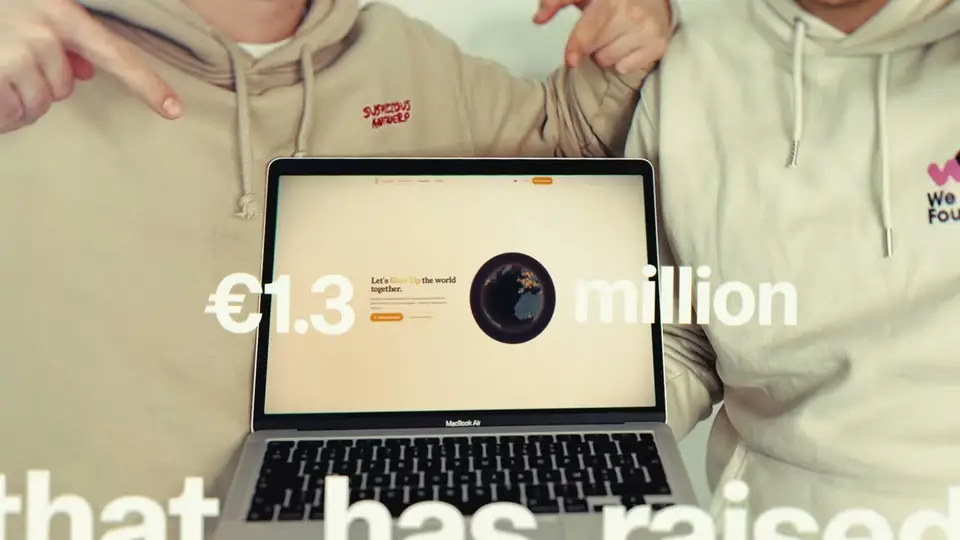 SUSPICIOUS
ANTWERP
We
Fou
Let's Glow Up the world
together.
€1.3 million
MacBook Air
that has raised